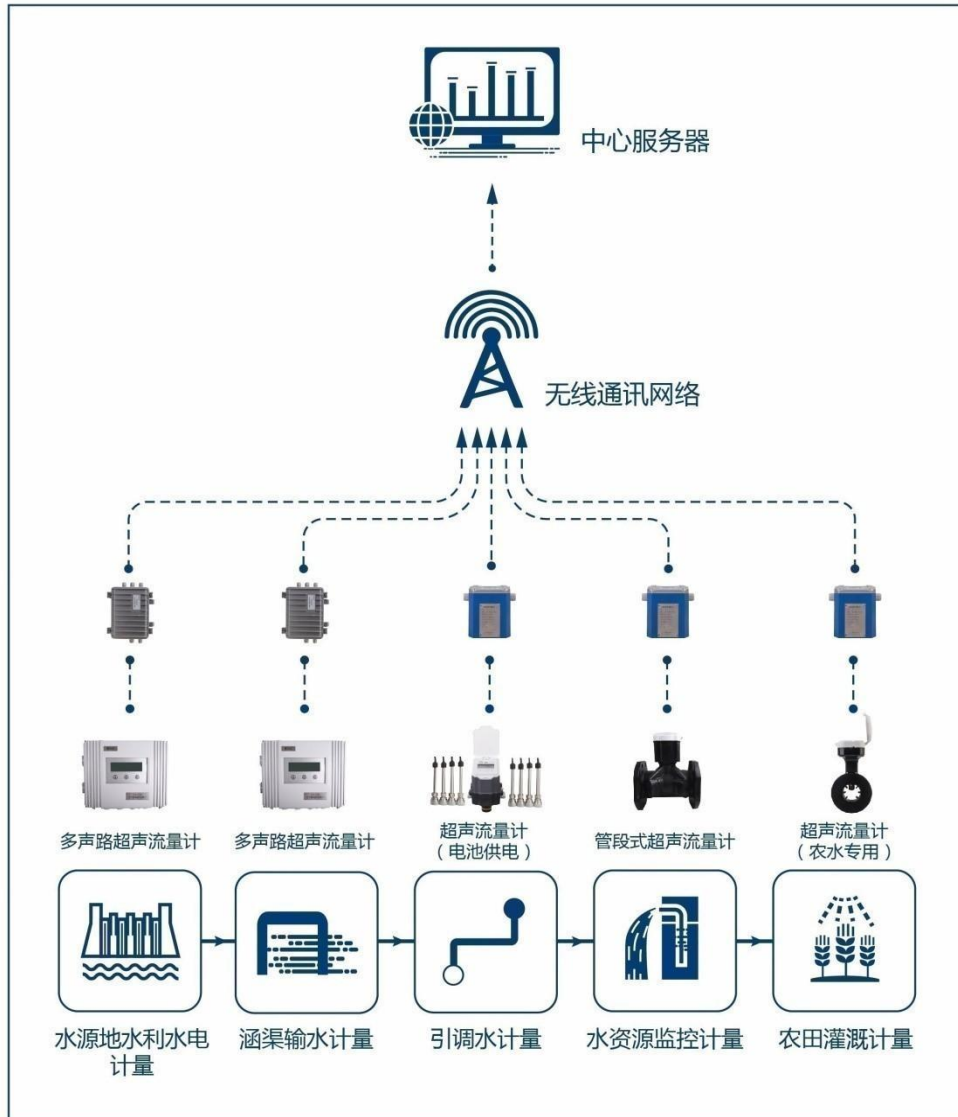 中心服务器
无线通讯网络
多声路超声流量计
多声路超声流量计
超声流量计
（电池供电）
管段式超声流量计
超声流量计
（农水专用）
水源地水利水电
计量
涵渠输水计量
引调水计量
水资源监控计量
农田灌溉计量